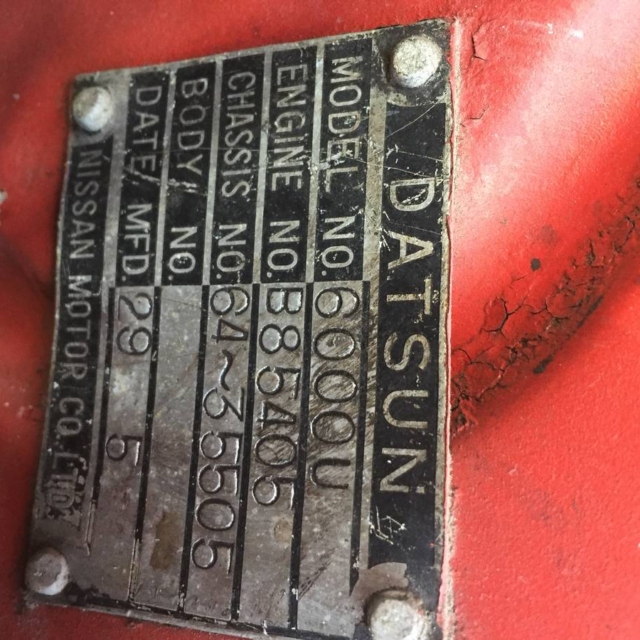 DATSUN
MODEL NO. 6000U
ENGINE NO. B85405
CHASSIS NO. 64~35505
BODY NO.
DATE MFD. 29 5
NISSAN MOTOR CO.,